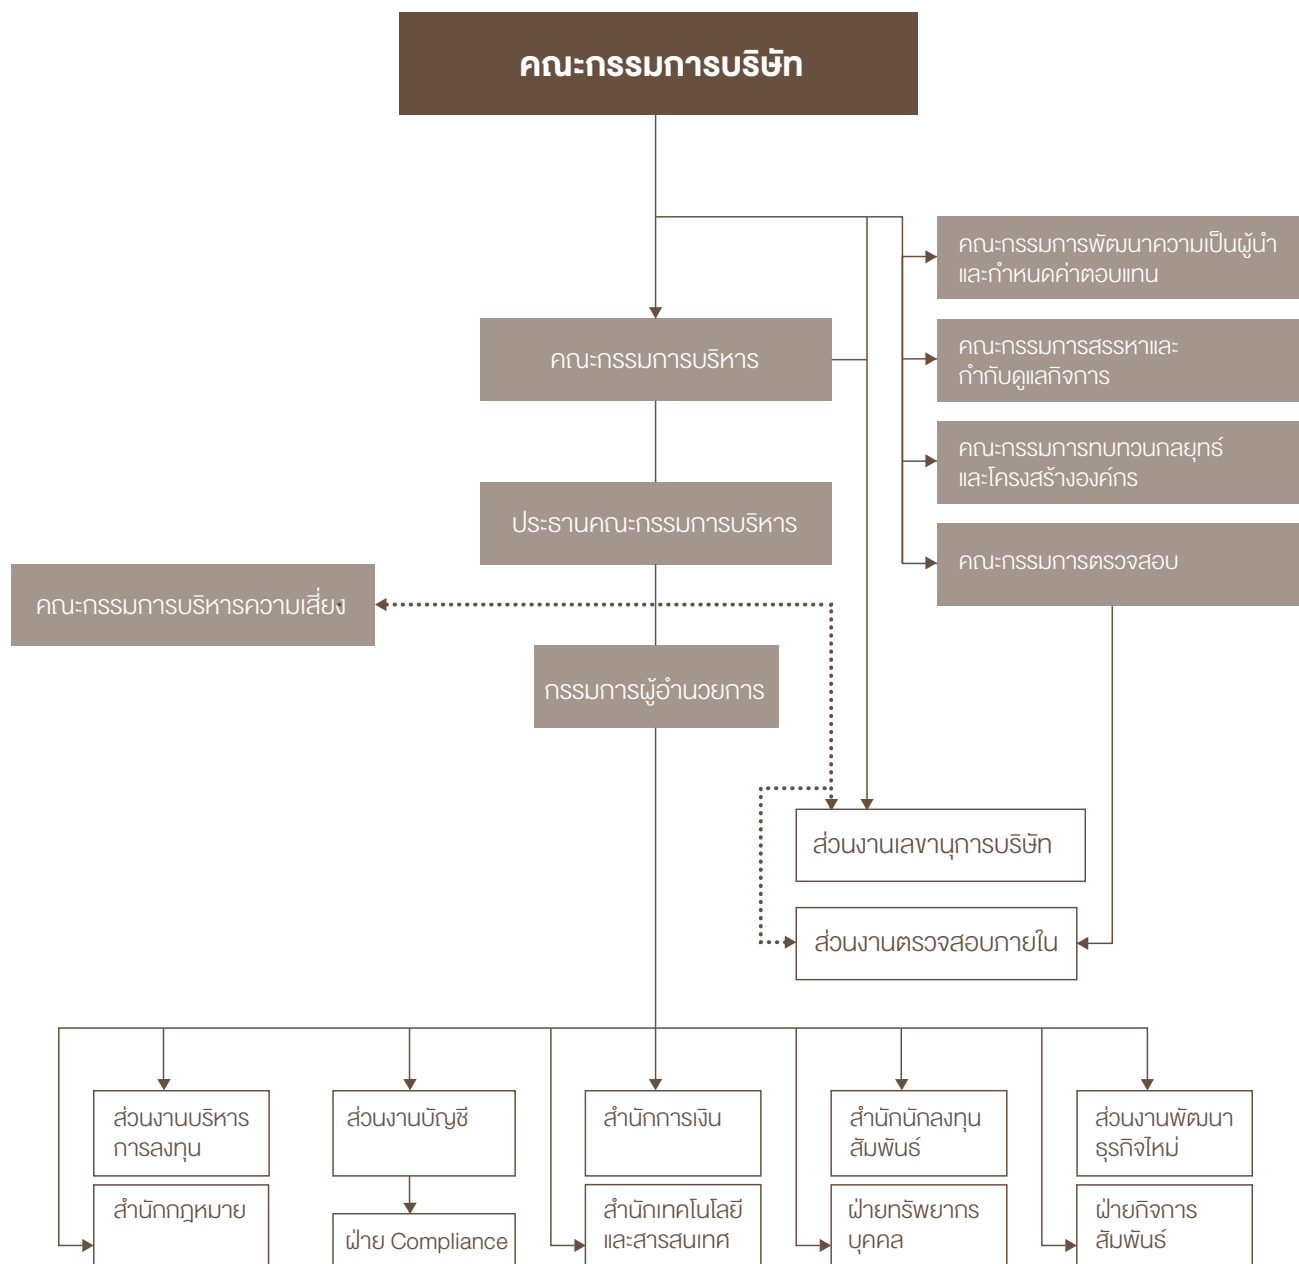 คณะกรรมการบริษัท
คณะกรรมการพัฒนาความเป็นผู้นำ
และกำหนดค่าตอบแทน
คณะกรรมการบริหาร
คณะกรรมการสรรหาและ
กำกับดูแลกิจการ
คณะกรรมการทบทวนกลยุทธ์
และโครงสร้างองค์กร
ประธานคณะกรรมการบริหาร
คณะกรรมการตรวจสอบ
คณะกรรมการบริหารความเสี่ยง
กรรมการผู้อำนวยการ
ส่วนงานเลขานุการบริษัท
ส่วนงานตรวจสอบภายใน
ส่วนงานบริหาร
การลงทุน
ส่วนงานบัญชี
สำนักการเงิน
สำนักนักลงทุน
สัมพันธ์
ส่วนงานพัฒนา
ธุรกิจใหม่
สำนักกฎหมาย
ฝ่าย Compliance
สำนักเทคโนโลยี
และสารสนเทศ
ฝ่ายทรัพยากร
บุคคล
ฝ่ายกิจการ
สัมพันธ์